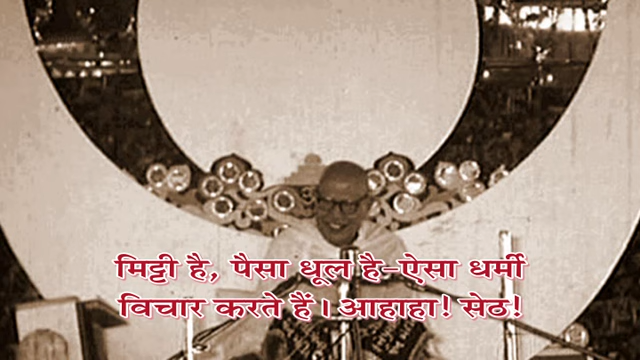 मिट्टी है, पैसा धूल है-ऐसा धर्मी
विचार करते हैं। आहाहा! सेठ!